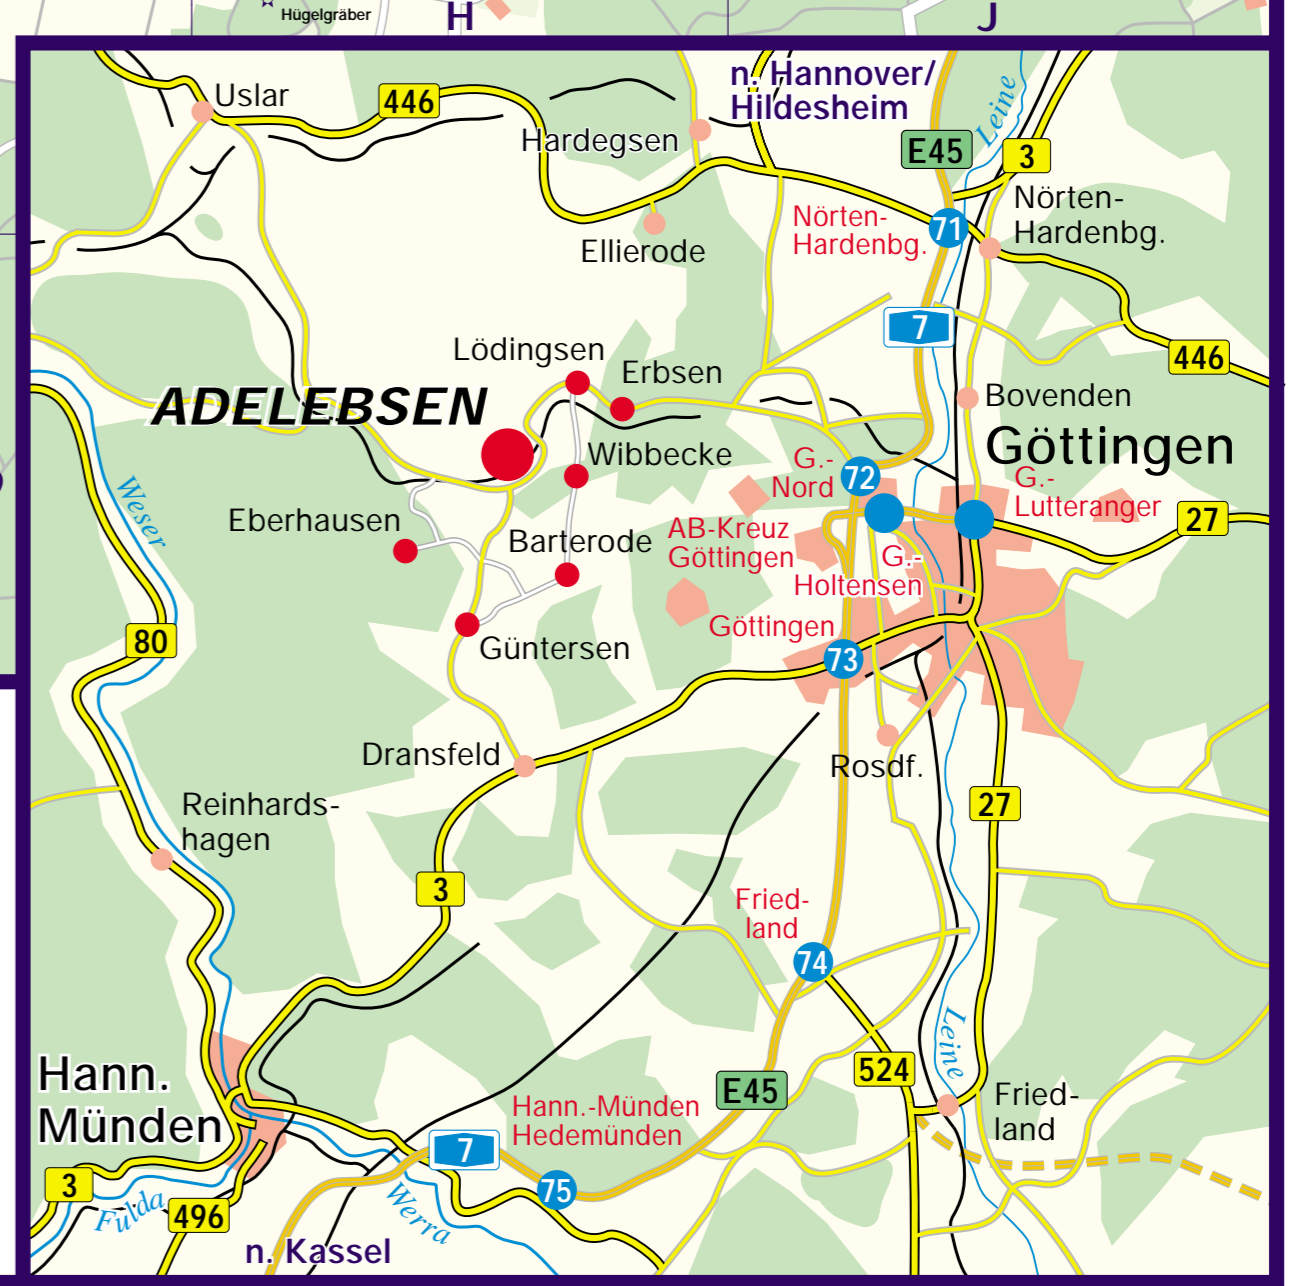 Hügelgräber
H
J
n. Hannover/
Hildesheim
Leine
Uslar
446
Hardegsen
E45
3
Nörten-
Hardenbg.
71
Nörten-
Hardenbg.
Ellierode
7
446
Lödingsen
Erbsen
ADELEBSEN
Bovenden
Göttingen
Wibbecke
G.-
Nord
72
G.-
Lutteranger
27
Weser
Eberhausen
Barterode
AB-Kreuz
Göttingen
G.-
Holtensen
80
Göttingen
73
Güntersen
Dransfeld
Rosdf.
Reinhards-
hagen
27
3
Fried-
land
74
Leine
524
Hann.
Münden
E45
Fried-
land
Hann.-Münden
Hedemünden
7
75
3
Fulda
496
Werra
n. Kassel